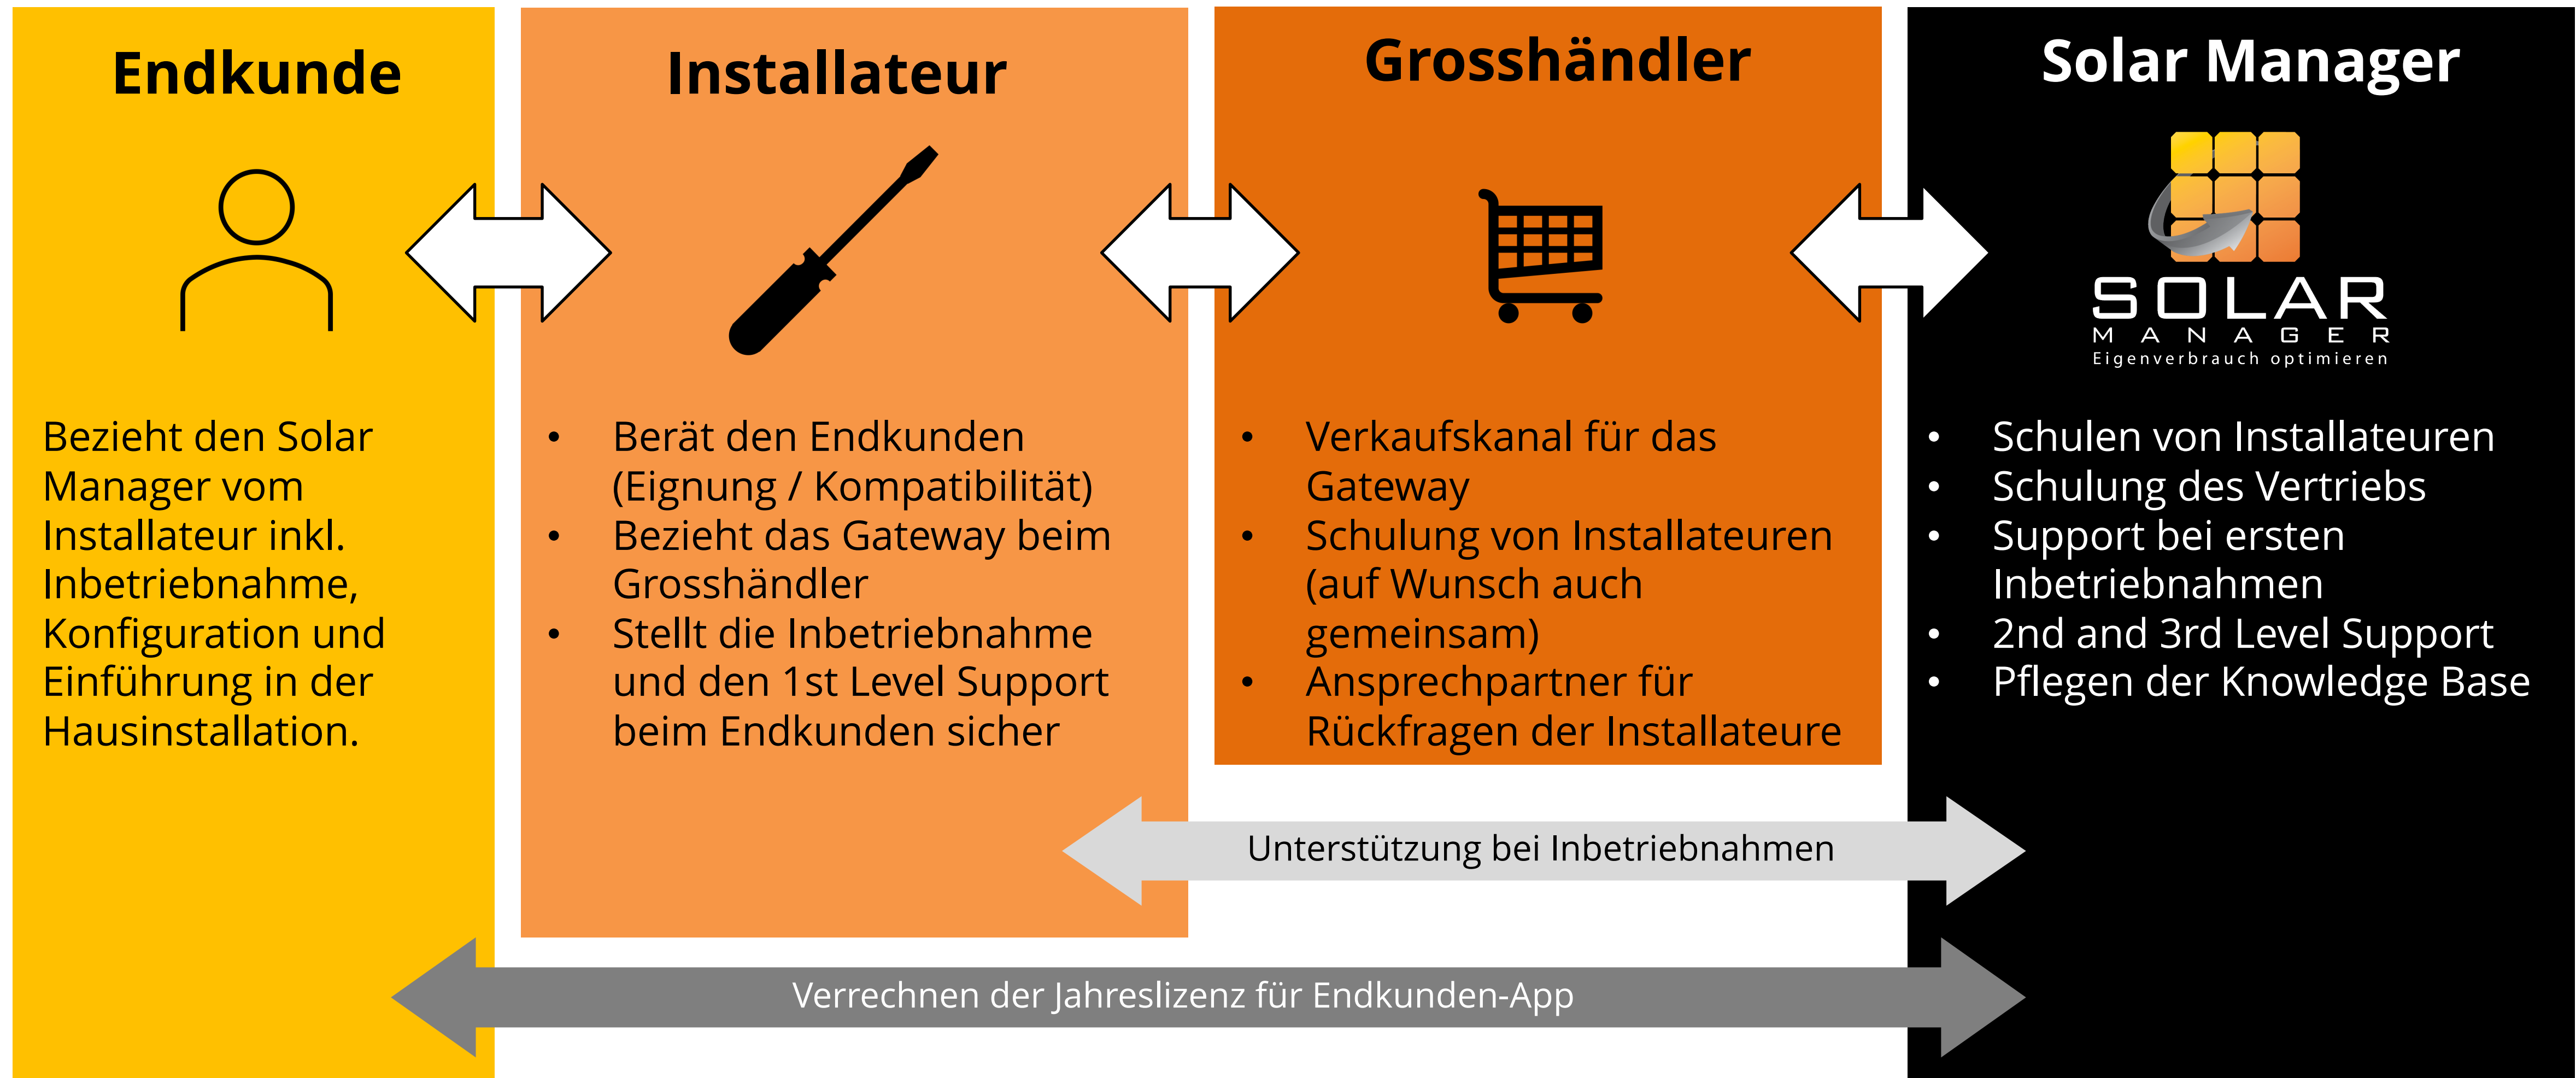 Endkunde
Bezieht den Solar
Manager vom
Installateur inkl.
Inbetriebnahme,
Konfiguration und
Einführung in der
Hausinstallation.
Installateur
• Berät den Endkunden
(Eignung / Kompatibilität)
• Bezieht das Gateway beim
Grosshändler
• Stellt die Inbetriebnahme
und den 1st Level Support
beim Endkunden sicher
Grosshändler
• Verkaufskanal für das
Gateway
• Schulung von Installateuren
(auf Wunsch auch
gemeinsam)
• Ansprechpartner für
Rückfragen der Installateure
Solar Manager
SOLAR
MANAGER
Eigenverbrauch optimieren
• Schulen von Installateuren
• Schulung des Vertriebs
• Support bei ersten
Inbetriebnahmen
• 2nd and 3rd Level Support
• Pflegen der Knowledge Base
Unterstützung bei Inbetriebnahmen
Verrechnen der Jahreslizenz für Endkunden-App